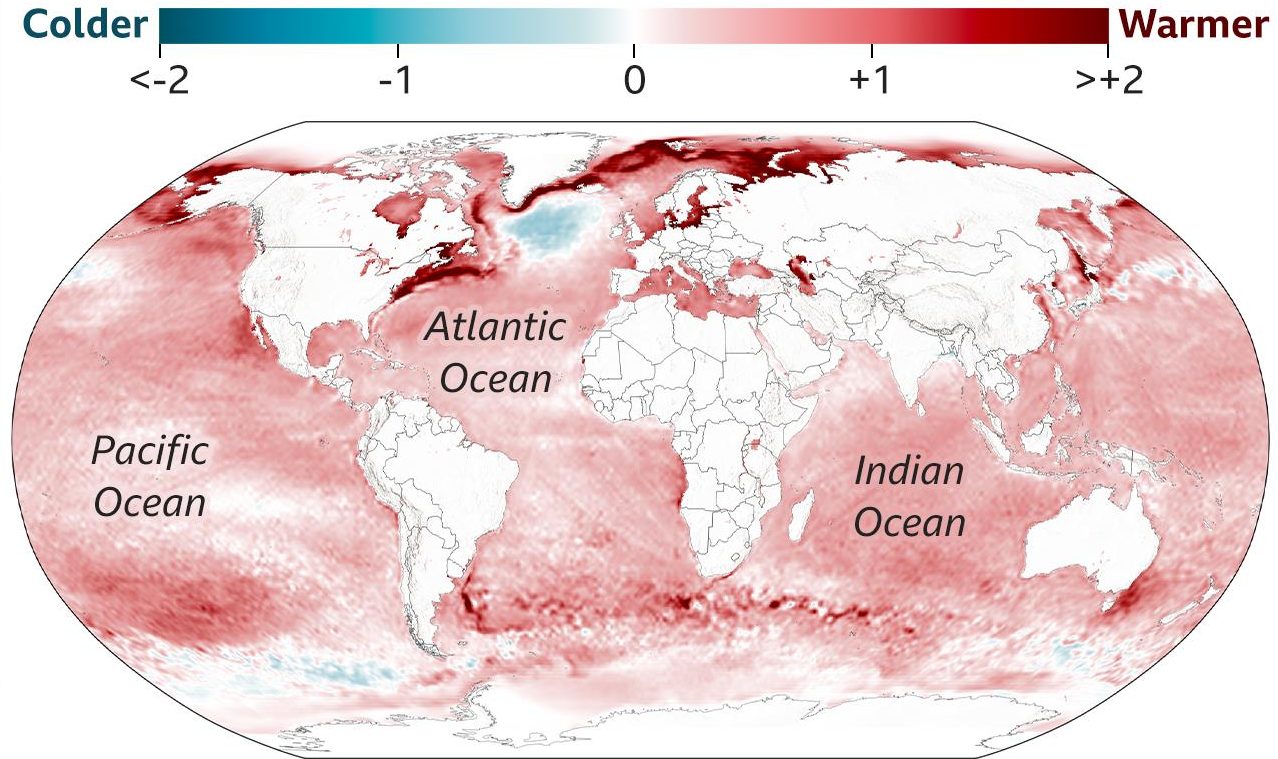 Colder Warmer
<-2 -1 0 +1 >+2
Atlantic
Ocean
Pacific
Ocean
Indian
Ocean